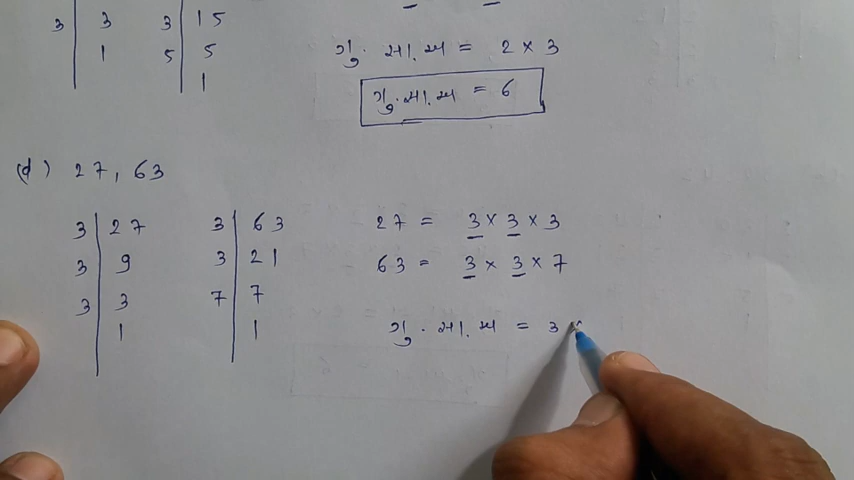 3 | 3 3 | 15
1 5 | 5
1
ગુ. સા. અ = 2 × 3
ગુ. સા. અ = 6
(d) 27, 63
3 | 27 3 | 63
3 | 9 3 | 21
3 | 3 7 | 7
1 1
27 = 3 × 3 × 3
63 = 3 × 3 × 7
ગુ. સા. અ = 3 ×